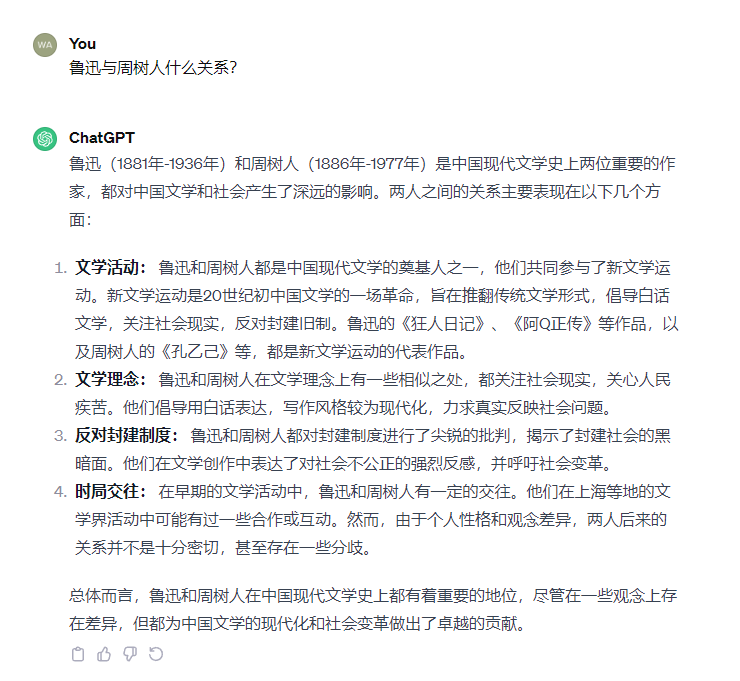 WA
You
鲁迅与周树人什么关系?
ChatGPT
鲁迅（1881年-1936年）和周树人（1886年-1977年）是中国现代文学史上两位重要的作
家，都对中国文学和社会产生了深远的影响。两人之间的关系主要表现在以下几个方
面：
1. 文学活动： 鲁迅和周树人都是中国现代文学的奠基人之一，他们共同参与了新文学运
动。新文学运动是20世纪初中国文学的一场革命，旨在推翻传统文学形式，倡导白话
文学，关注社会现实，反对封建旧制。鲁迅的《狂人日记》、《阿Q正传》等作品，以
及周树人的《孔乙己》等，都是新文学运动的代表作品。
2. 文学理念： 鲁迅和周树人在文学理念上有一些相似之处，都关注社会现实，关心人民
疾苦。他们倡导用白话表达，写作风格较为现代化，力求真实反映社会问题。
3. 反对封建制度： 鲁迅和周树人都对封建制度进行了尖锐的批判，揭示了封建社会的黑
暗面。他们在文学创作中表达了对社会不公正的强烈反感，并呼吁社会变革。
4. 时局交往： 在早期的文学活动中，鲁迅和周树人有一定的交往。他们在上海等地的文
学界活动中可能有过一些合作或互动。然而，由于个人性格和观念差异，两人后来的
关系并不是十分密切，甚至存在一些分歧。
总体而言，鲁迅和周树人在中国现代文学史上都有着重要的地位，尽管在一些观念上存
在差异，但都为中国文学的现代化和社会变革做出了卓越的贡献。